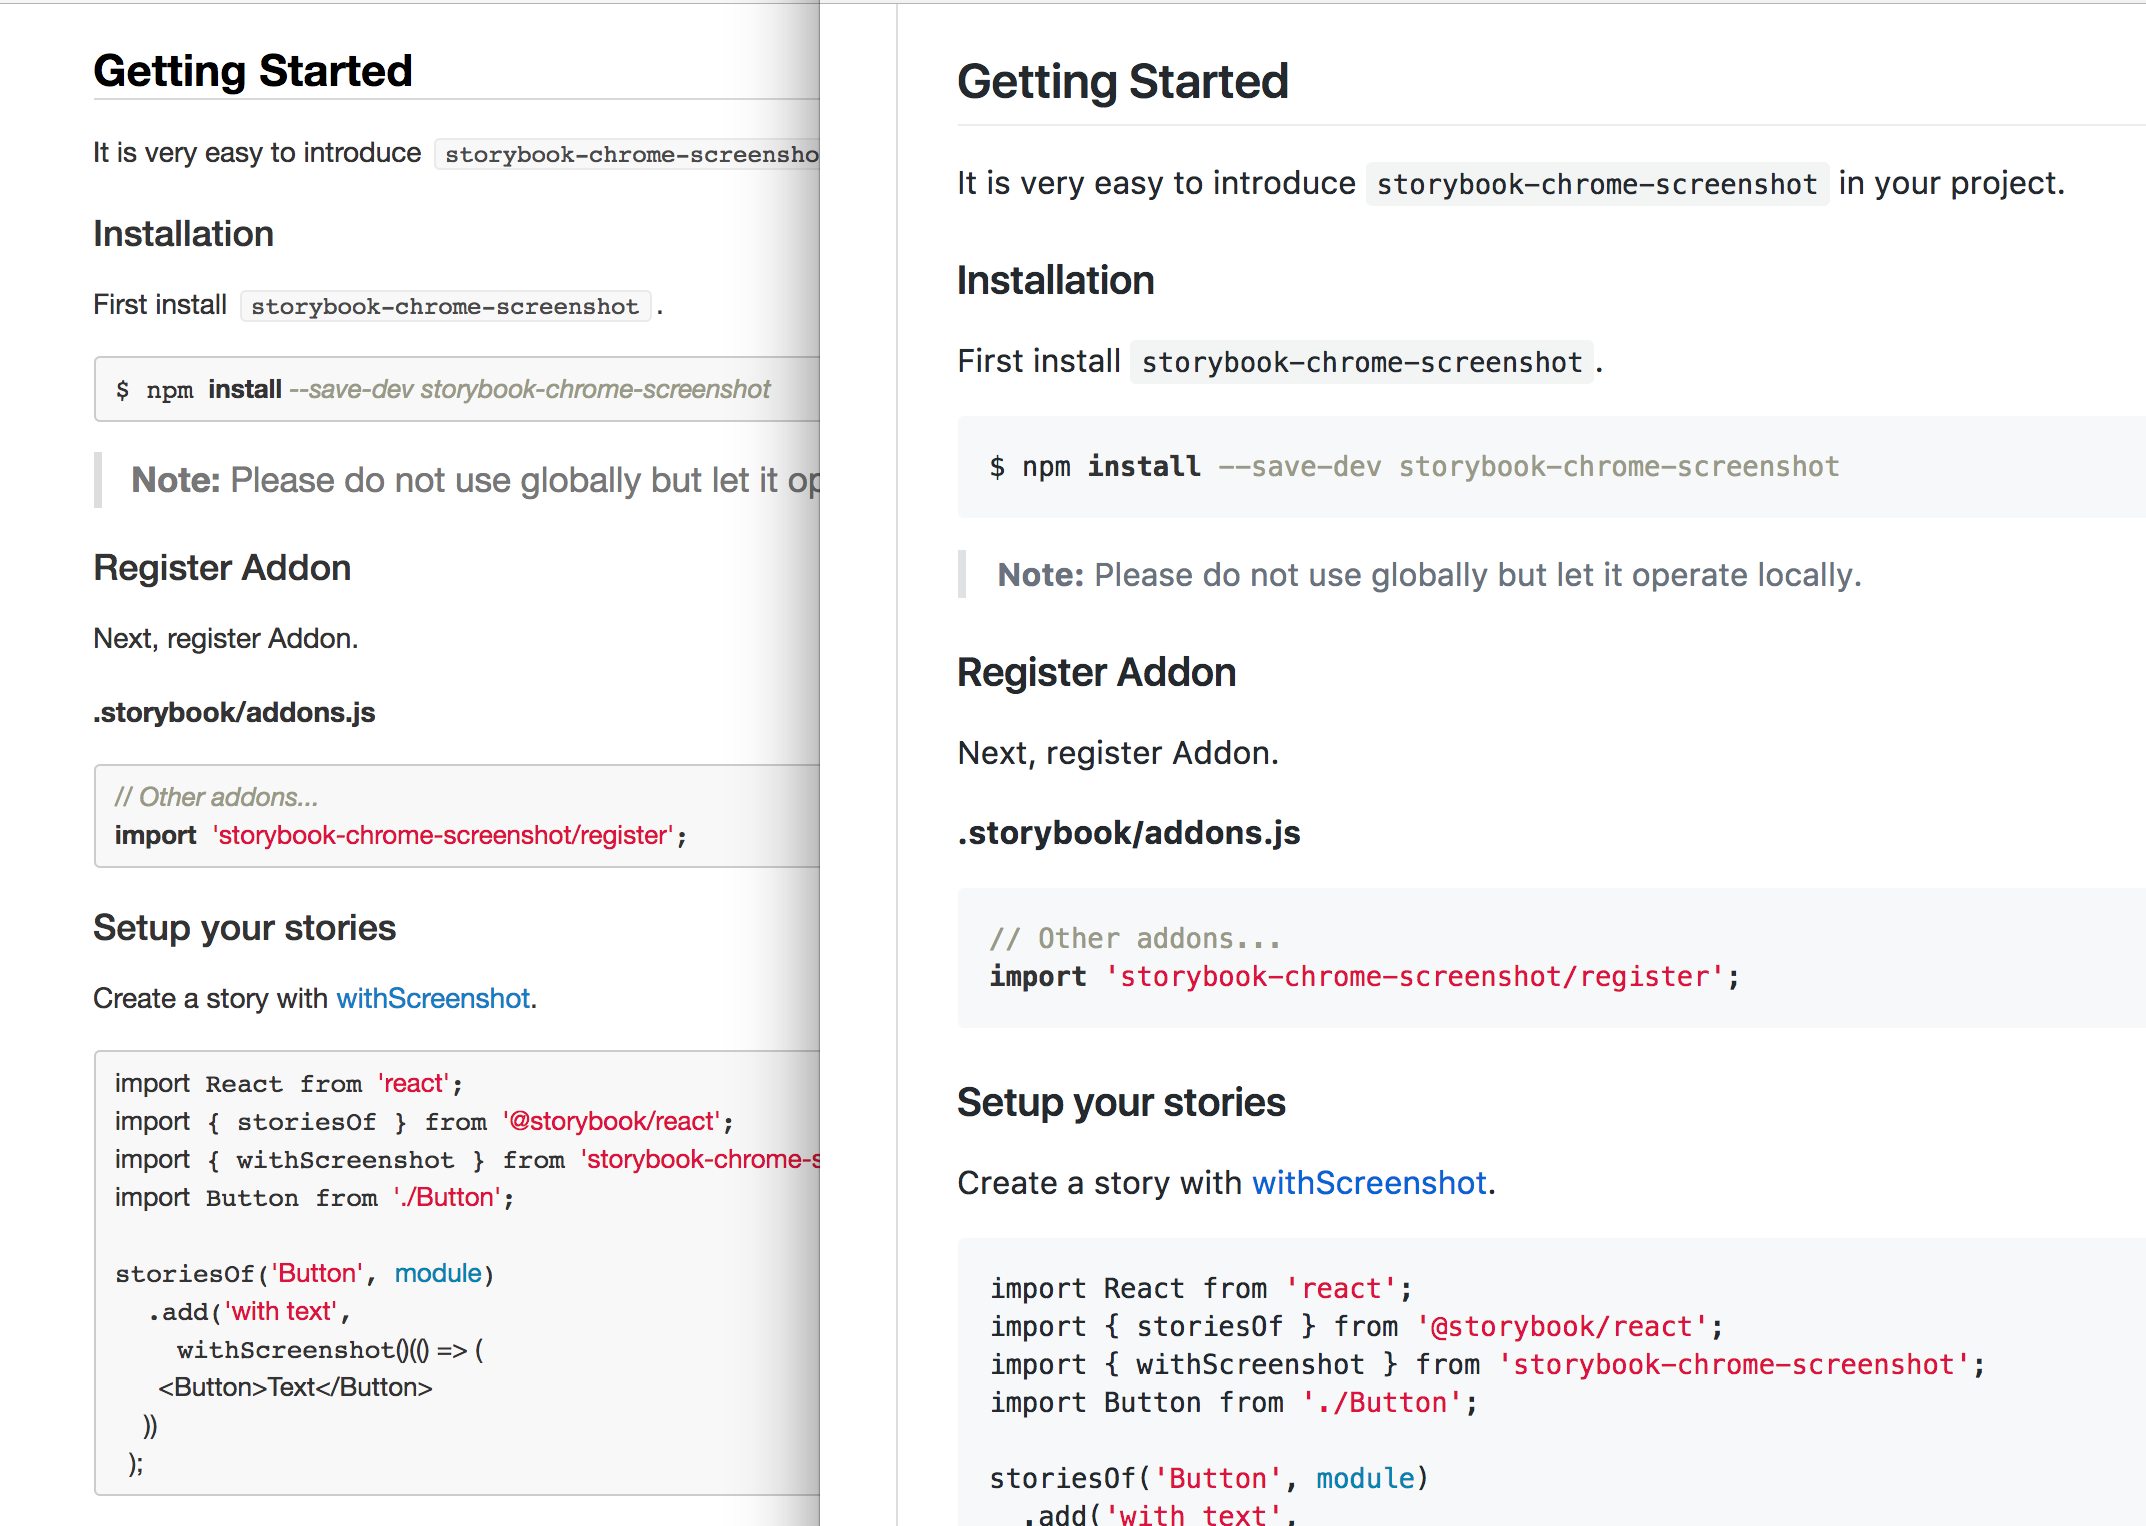 Getting Started
It is very easy to introduce storybook-chrome-screensho
Installation
First install storybook-chrome-screenshot .
$ npm install --save-dev storybook-chrome-screenshot
Note: Please do not use globally but let it op
Register Addon
Next, register Addon.
.storybook/addons.js
// Other addons...
import 'storybook-chrome-screenshot/register';
Setup your stories
Create a story with withScreenshot.
import React from 'react';
import { storiesOf } from '@storybook/react';
import { withScreenshot } from 'storybook-chrome-s
import Button from './Button';
storiesOf('Button', module)
.add('with text',
withScreenshot()(() => (
<Button>Text</Button>
))
);
Getting Started
It is very easy to introduce storybook-chrome-screenshot in your project.
Installation
First install storybook-chrome-screenshot .
$ npm install --save-dev storybook-chrome-screenshot
Note: Please do not use globally but let it operate locally.
Register Addon
Next, register Addon.
.storybook/addons.js
// Other addons...
import 'storybook-chrome-screenshot/register';
Setup your stories
Create a story with withScreenshot.
import React from 'react';
import { storiesOf } from '@storybook/react';
import { withScreenshot } from 'storybook-chrome-screenshot';
import Button from './Button';
storiesOf('Button', module)
.add('with text',